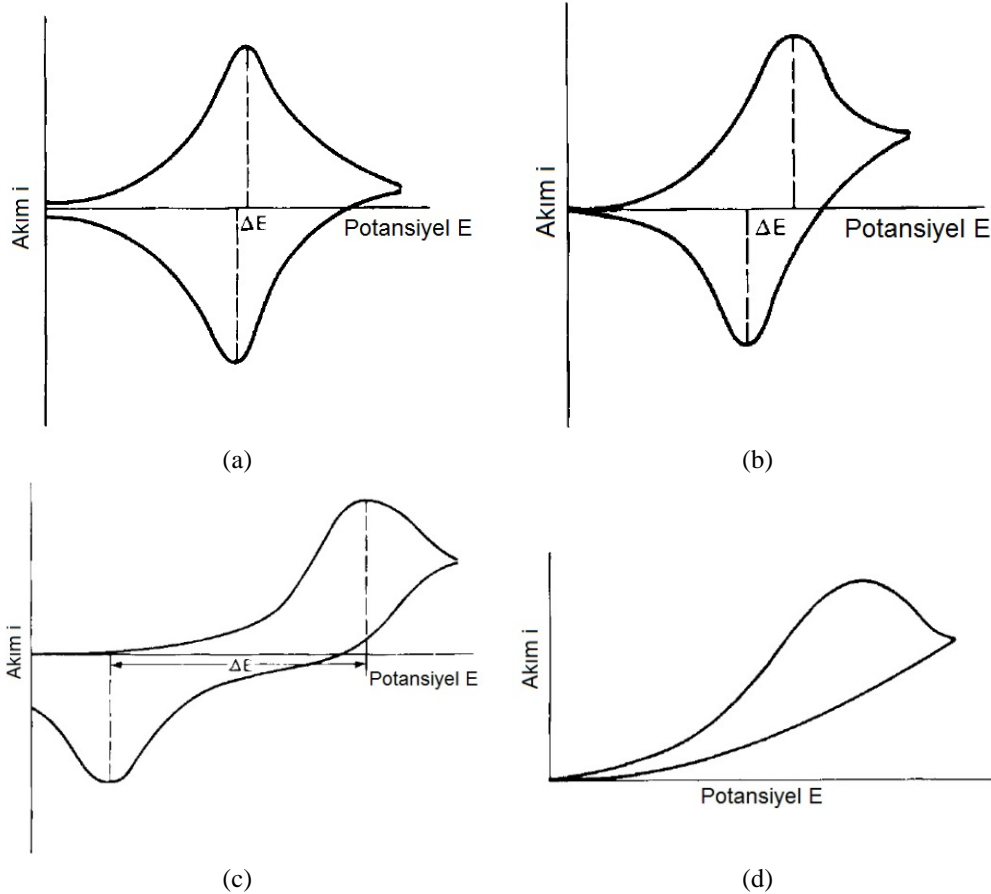 Akım i
ΔE
Potansiyel E
(a)
Akım i
ΔE
Potansiyel E
(b)
Akım i
ΔE
Potansiyel E
(c)
Akım i
Potansiyel E
(d)